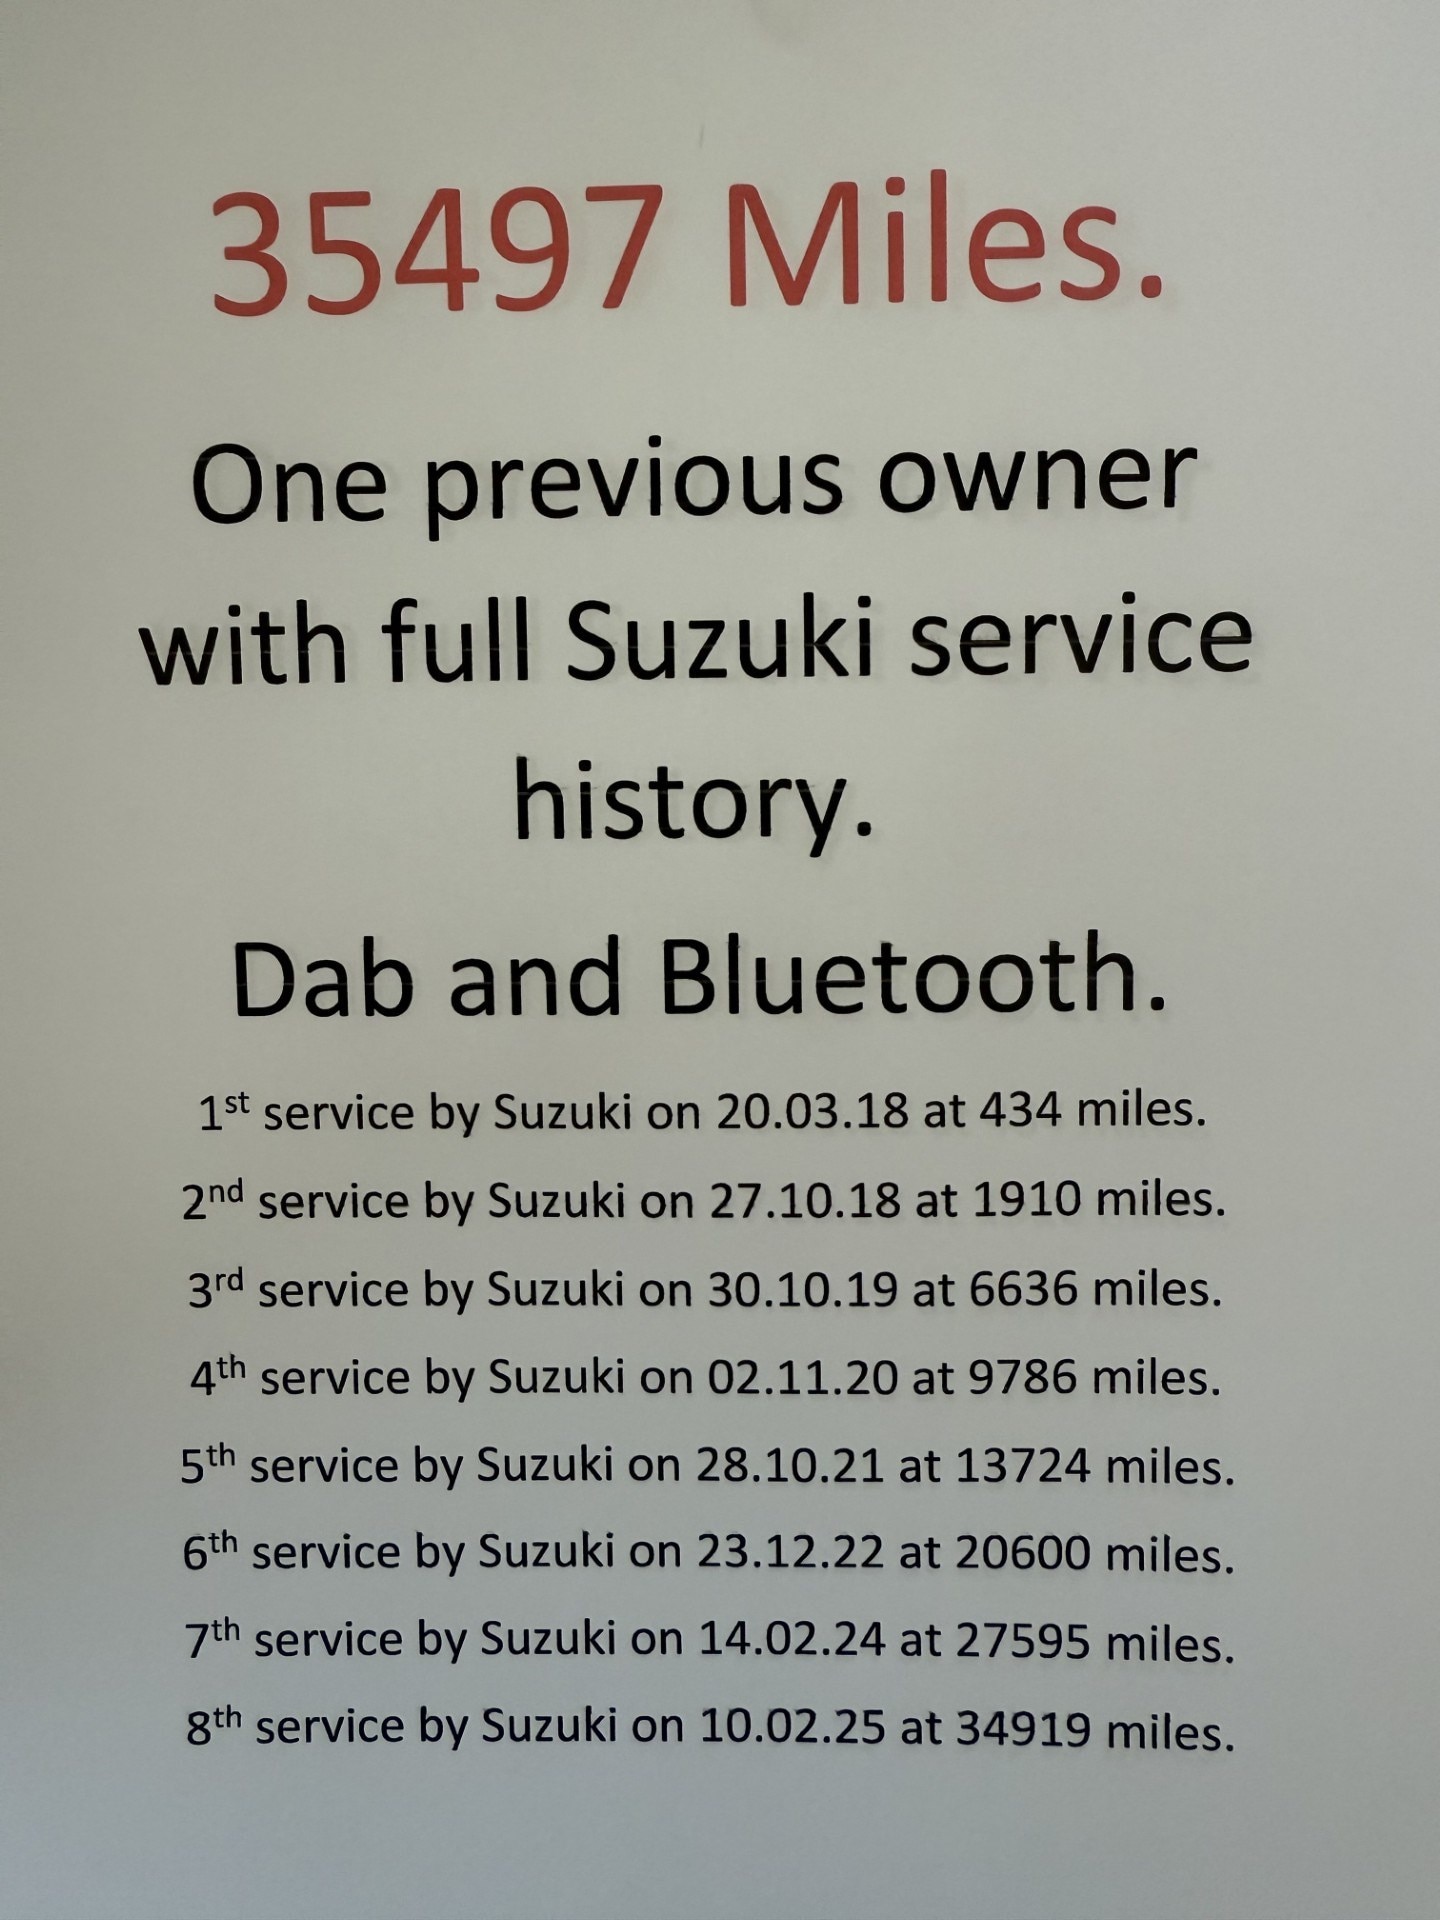 35497 Miles.
One previous owner
with full Suzuki service
history.
Dab and Bluetooth.
1st service by Suzuki on 20.03.18 at 434 miles.
2nd service by Suzuki on 27.10.18 at 1910 miles.
3rd service by Suzuki on 30.10.19 at 6636 miles.
4th service by Suzuki on 02.11.20 at 9786 miles.
5th service by Suzuki on 28.10.21 at 13724 miles.
6th service by Suzuki on 23.12.22 at 20600 miles.
7th service by Suzuki on 14.02.24 at 27595 miles.
8th service by Suzuki on 10.02.25 at 34919 miles.